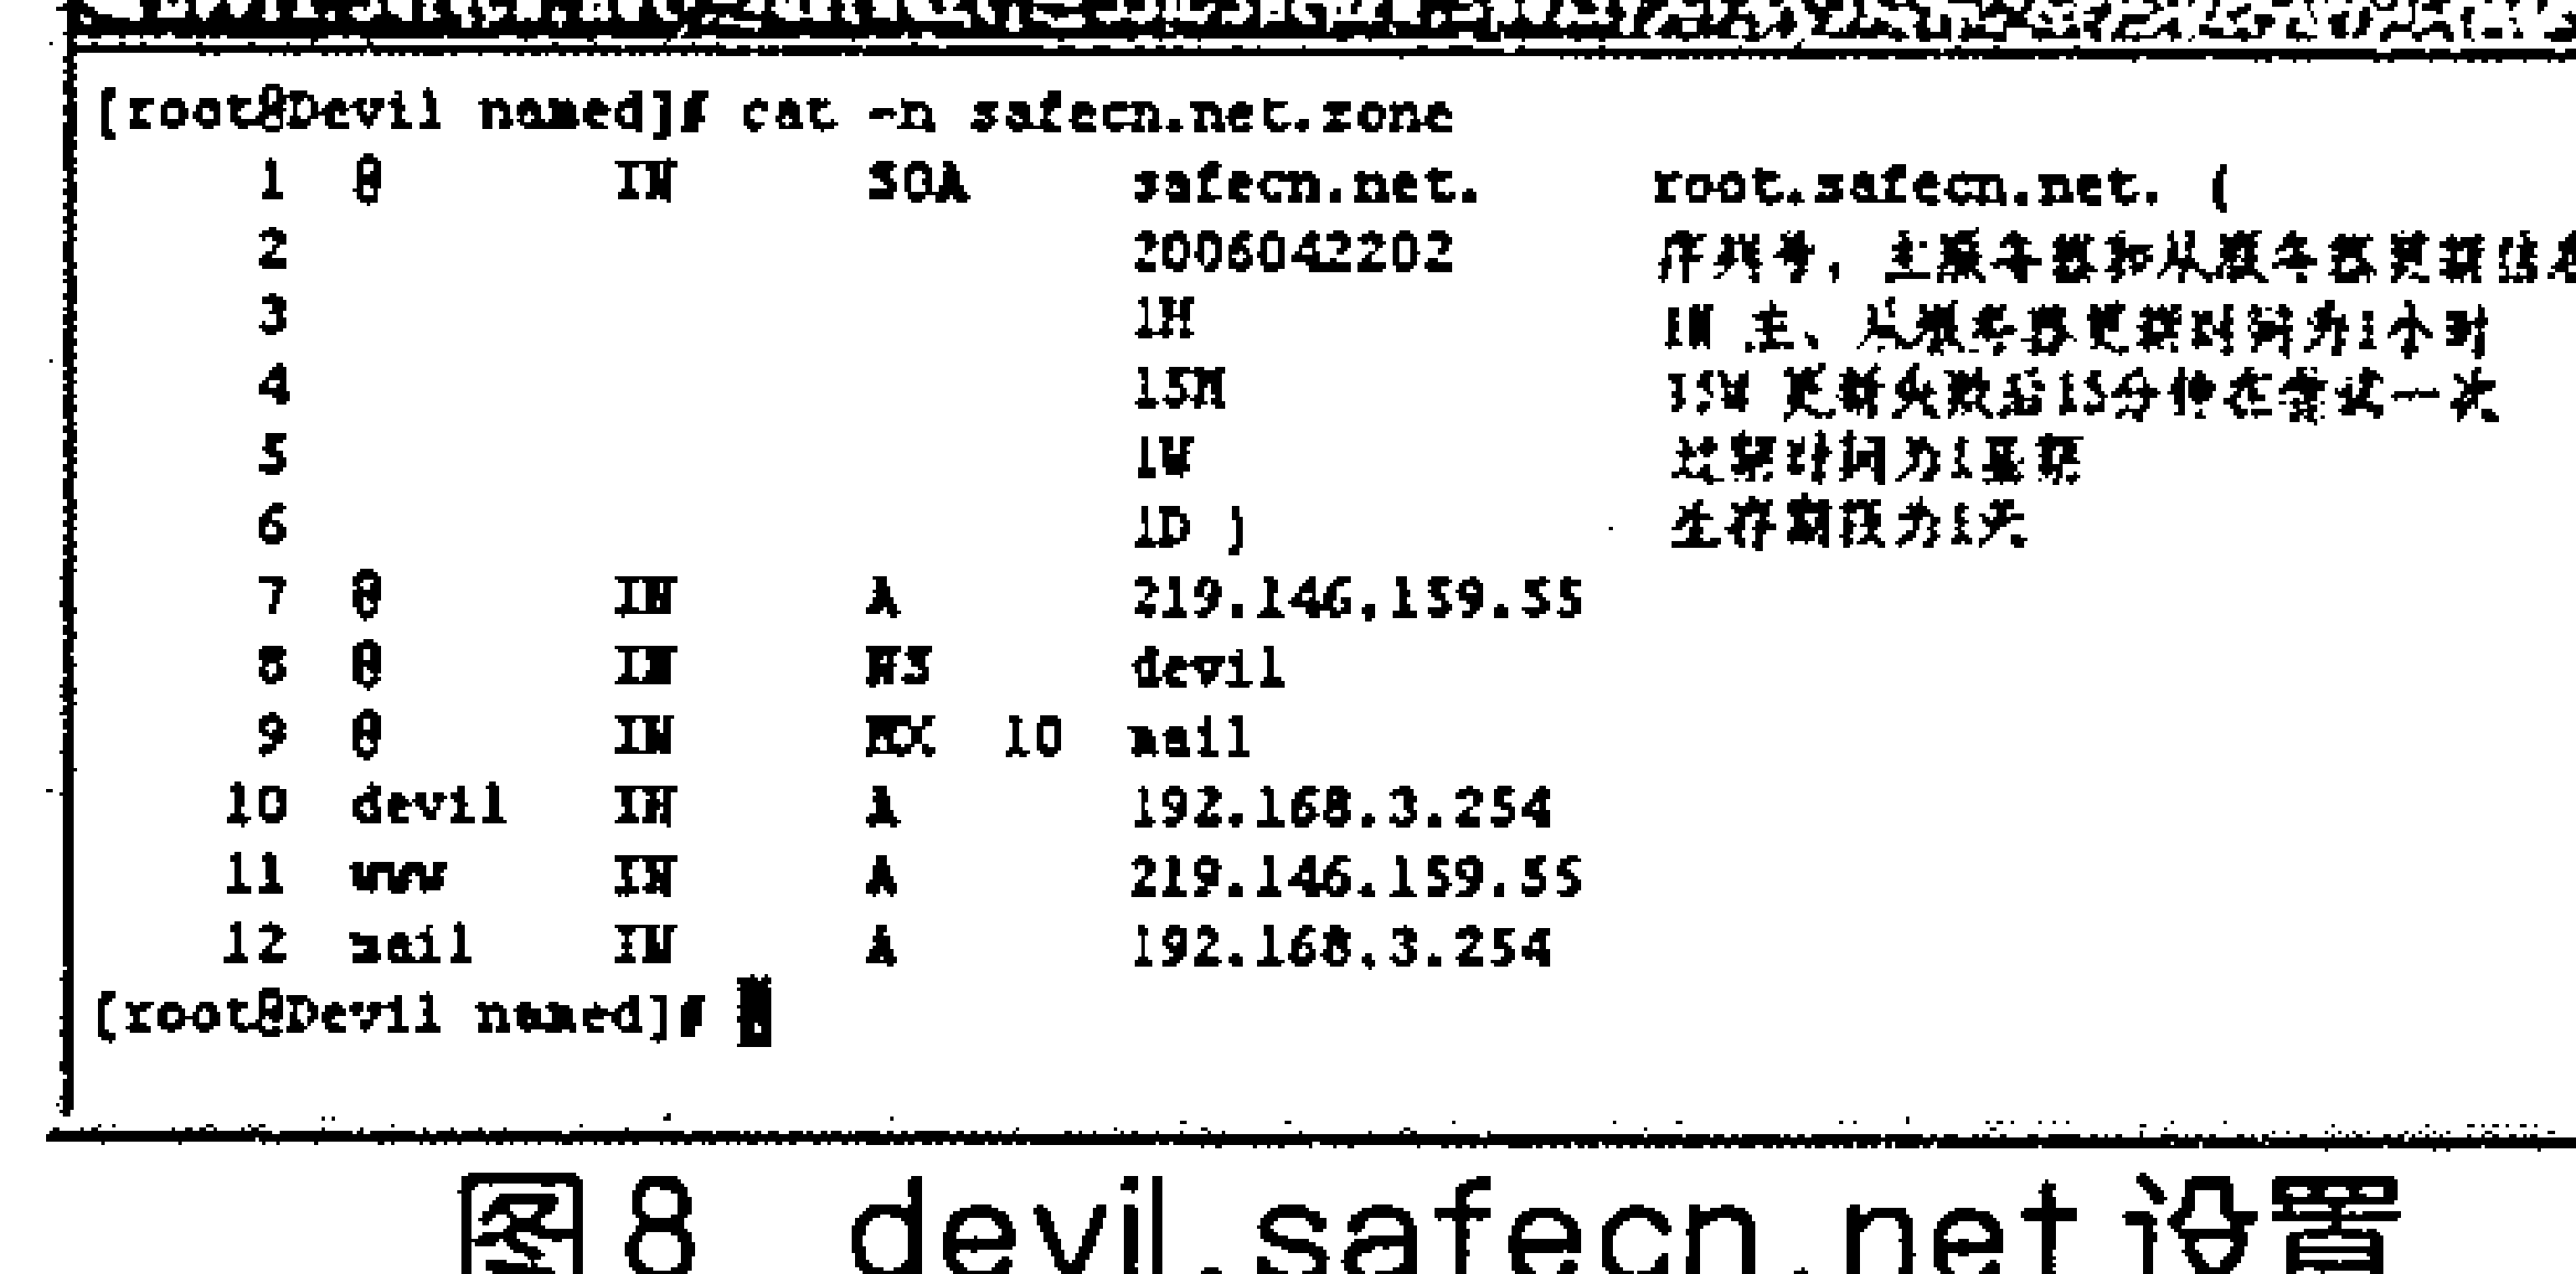 [root@Devil named]# cat -n safecn.net.zone
1 @ IN SOA safecn.net. root.safecn.net. (
2 2006042202 序列号，主服务器和从服务器更新信息
3 1H 1H 主、从服务器更新时间为1小时
4 15M 15M 更新失败后15分钟在尝试一次
5 1W 过期时间为1星期
6 1D ) 生存期限为1天
7 @ IN A 219.146.159.55
8 @ IN NS devil
9 @ IN MX 10 mail
10 devil IN A 192.168.3.254
11 www IN A 219.146.159.55
12 mail IN A 192.168.3.254
[root@Devil named]#
图8 devil.safecn.net 设置